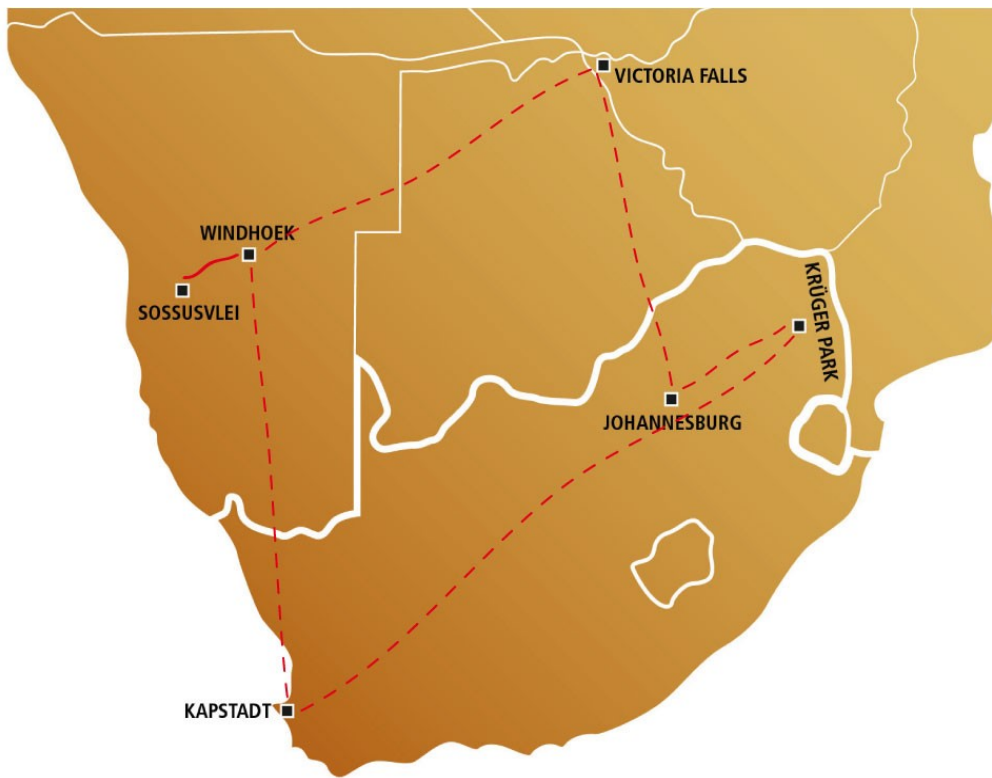 VICTORIA FALLS
WINDHOEK
SOSSUSVLEI
KRÜGER PARK
JOHANNESBURG
KAPSTADT